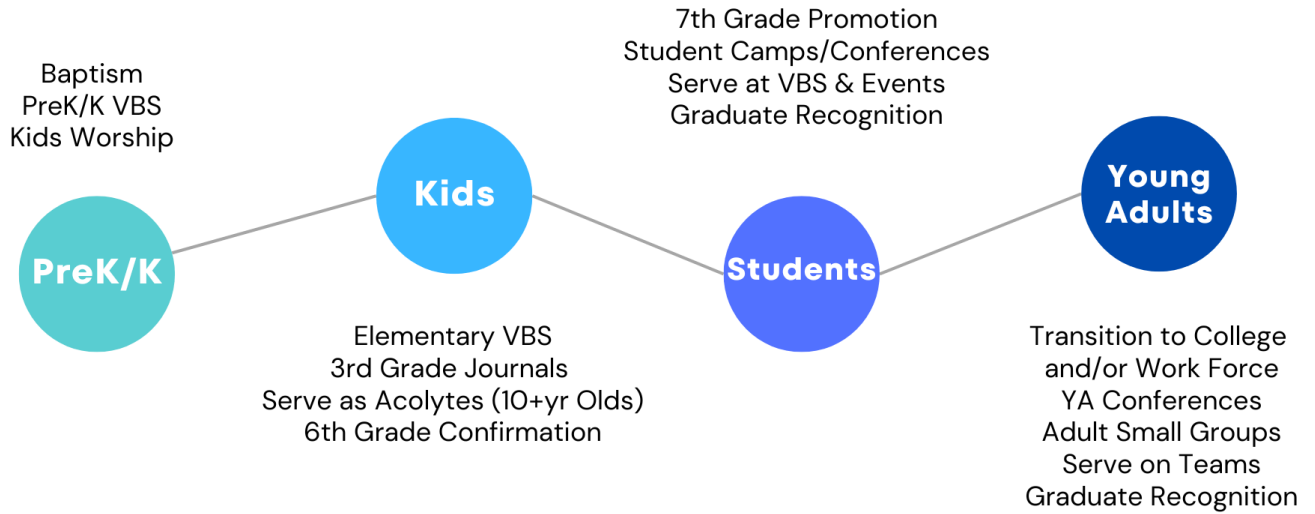 Baptism
PreK/K VBS
Kids Worship
PreK/K
Kids
Elementary VBS
3rd Grade Journals
Serve as Acolytes (10+yr Olds)
6th Grade Confirmation
7th Grade Promotion
Student Camps/Conferences
Serve at VBS & Events
Graduate Recognition
Students
Young
Adults
Transition to College
and/or Work Force
YA Conferences
Adult Small Groups
Serve on Teams
Graduate Recognition